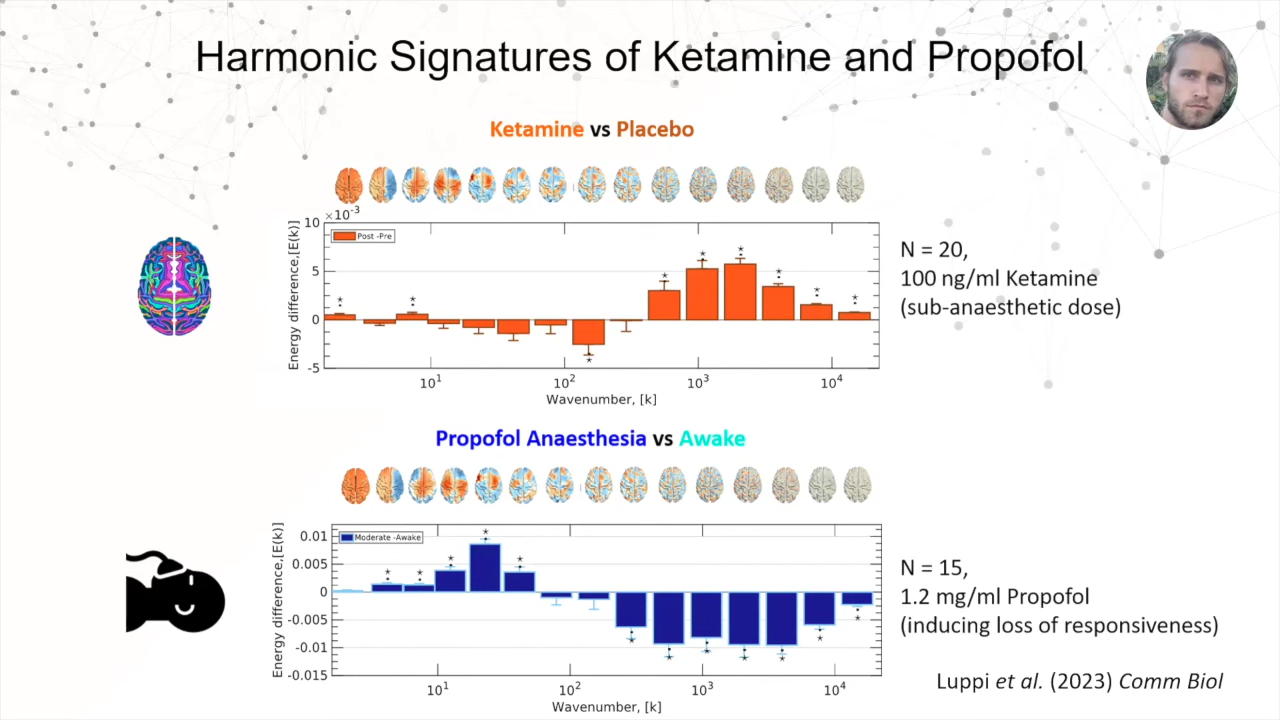 Harmonic Signatures of Ketamine and Propofol
Ketamine vs Placebo
×10⁻³
10
5
0
-5
Energy difference,[E(k)]
Post -Pre
10¹ 10² 10³ 10⁴
Wavenumber, [k]
N = 20,
100 ng/ml Ketamine
(sub-anaesthetic dose)
Propofol Anaesthesia vs Awake
0.01
0.005
0
-0.005
-0.01
-0.015
Energy difference,[E(k)]
Moderate -Awake
10¹ 10² 10³ 10⁴
Wavenumber, [k]
N = 15,
1.2 mg/ml Propofol
(inducing loss of responsiveness)
Luppi et al. (2023) Comm Biol